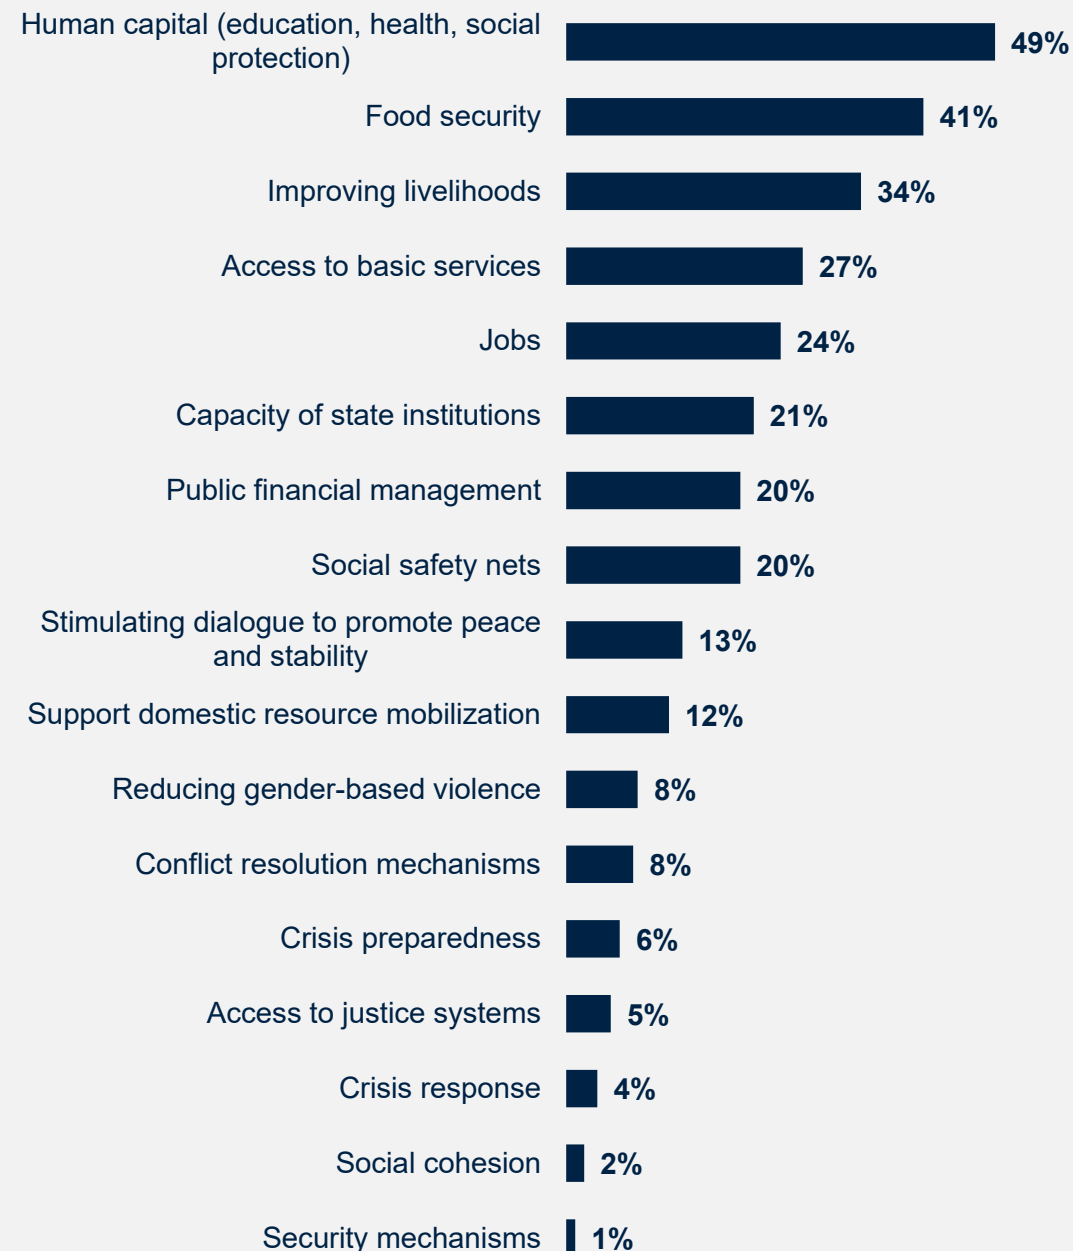 Human capital (education, health, social
protection)
49%
Food security
41%
Improving livelihoods
34%
Access to basic services
27%
Jobs
24%
Capacity of state institutions
21%
Public financial management
20%
Social safety nets
20%
Stimulating dialogue to promote peace
and stability
13%
Support domestic resource mobilization
12%
Reducing gender-based violence
8%
Conflict resolution mechanisms
8%
Crisis preparedness
6%
Access to justice systems
5%
Crisis response
4%
Social cohesion
2%
Security mechanisms
1%